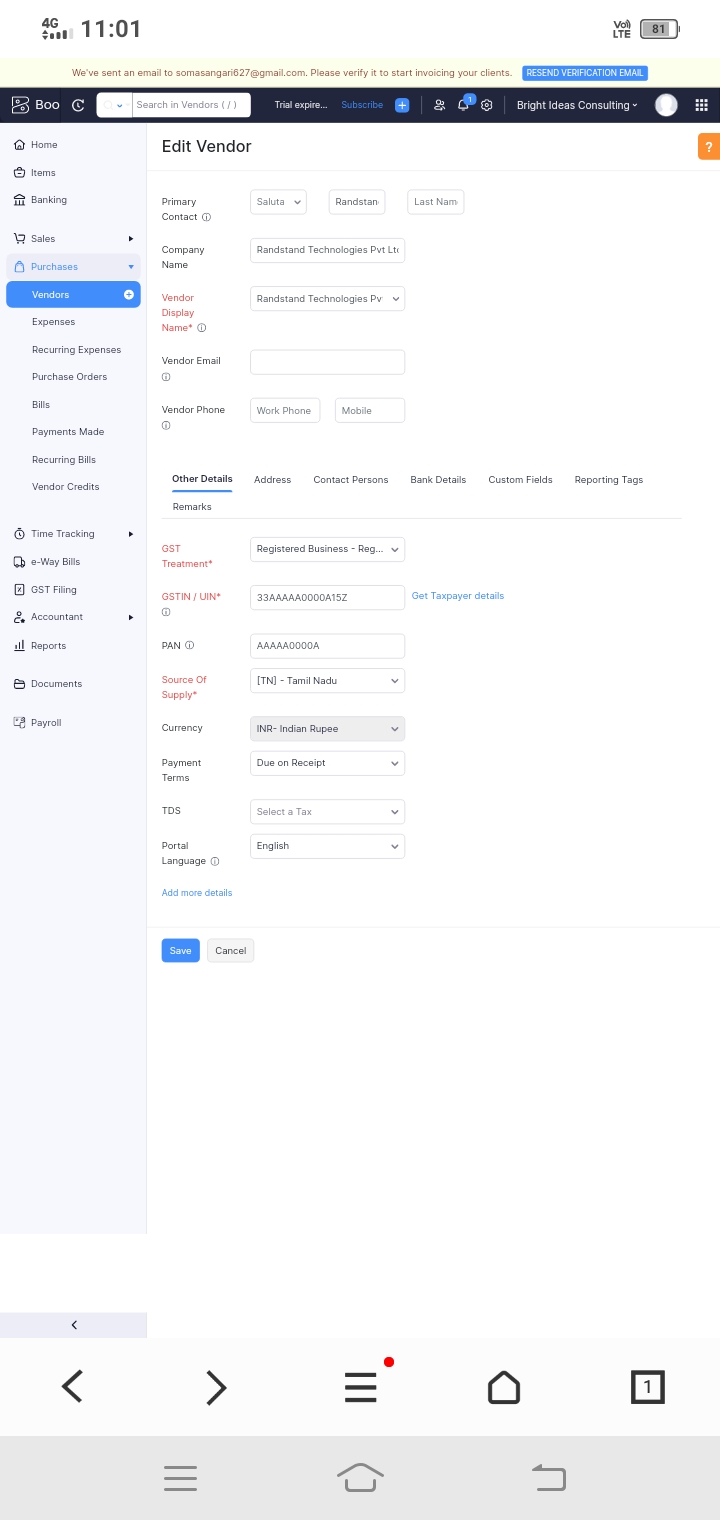 4G 11:01 VoLTE 81
We've sent an email to somasangari627@gmail.com. Please verify it to start invoicing your clients. RESEND VERIFICATION EMAIL
Boo Search in Vendors ( / ) Trial expire... Subscribe 1 Bright Ideas Consulting
Home
Items
Banking
Sales
Purchases
Vendors
Expenses
Recurring Expenses
Purchase Orders
Bills
Payments Made
Recurring Bills
Vendor Credits
Time Tracking
e-Way Bills
GST Filing
Accountant
Reports
Documents
Payroll
Edit Vendor
?
Primary
Contact
Saluta Randstan Last Nam
Company
Name
Randstand Technologies Pvt Ltd
Vendor
Display
Name*
Randstand Technologies Pv
Vendor Email
Vendor Phone
Work Phone Mobile
Other Details Address Contact Persons Bank Details Custom Fields Reporting Tags
Remarks
GST
Treatment*
Registered Business - Reg...
GSTIN / UIN*
33AAAAA0000A15Z Get Taxpayer details
PAN
AAAAA0000A
Source Of
Supply*
[TN] - Tamil Nadu
Currency
INR- Indian Rupee
Payment
Terms
Due on Receipt
TDS
Select a Tax
Portal
Language
English
Add more details
Save Cancel
1